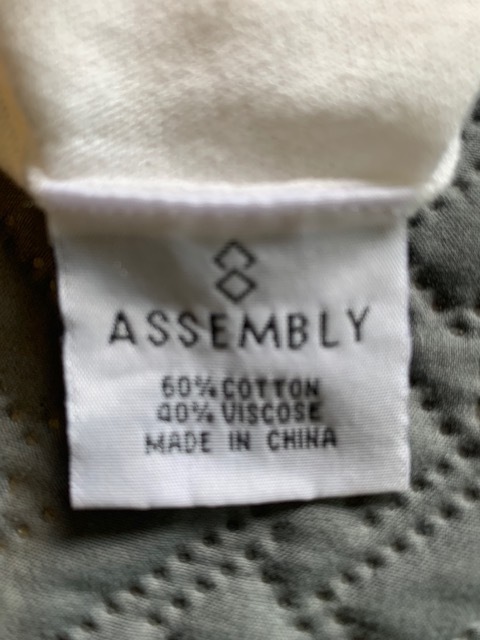 ASSEMBLY
60% COTTON
40% VISCOSE
MADE IN CHINA